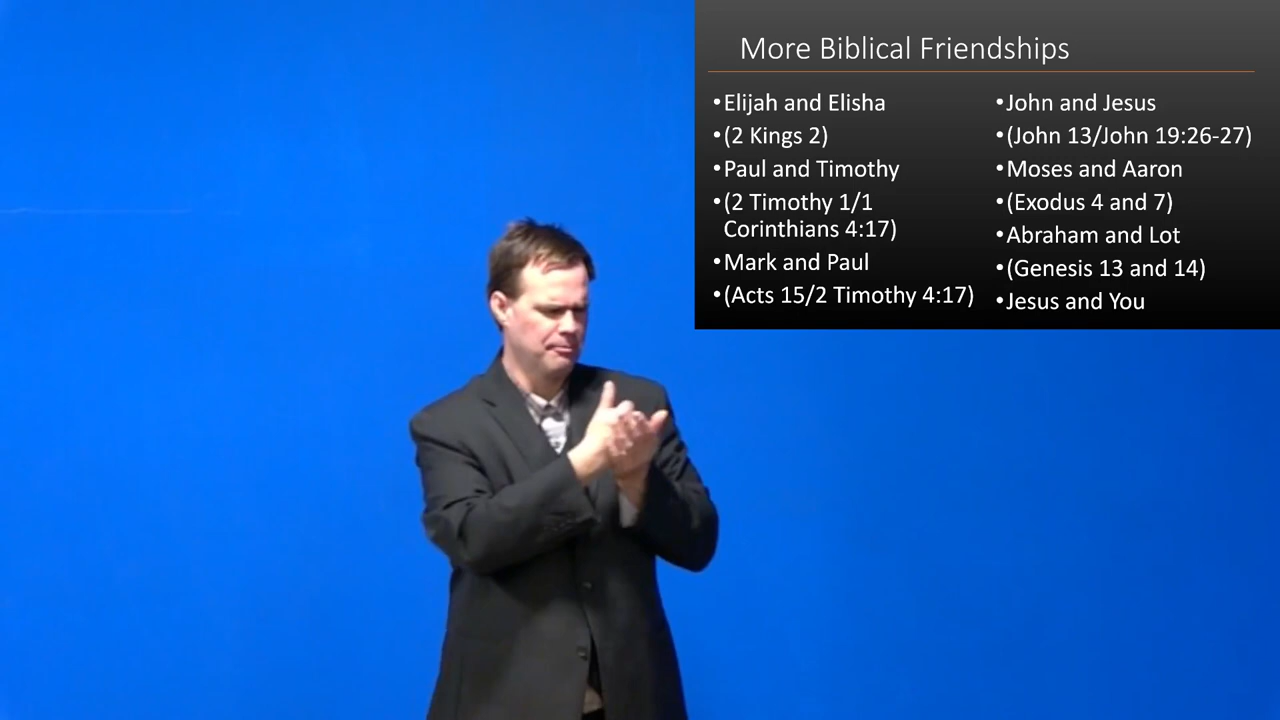 More Biblical Friendships
•Elijah and Elisha
•(2 Kings 2)
•Paul and Timothy
•(2 Timothy 1/1
Corinthians 4:17)
•Mark and Paul
•(Acts 15/2 Timothy 4:17)
•John and Jesus
•(John 13/John 19:26-27)
•Moses and Aaron
•(Exodus 4 and 7)
•Abraham and Lot
•(Genesis 13 and 14)
•Jesus and You